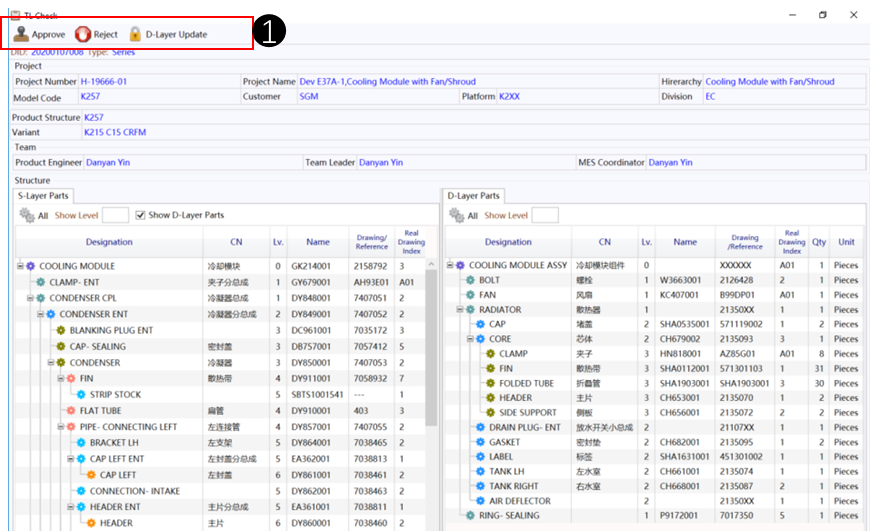 TL Check
Approve Reject D-Layer Update
1
DID: 20200107008 Type: Series
Project
Project Number H-19666-01 Project Name Dev E37A-1,Cooling Module with Fan/Shroud Hirerarchy Cooling Module with Fan/Shroud
Model Code K257 Customer SGM Platform K2XX Division EC
Product Structure K257
Variant K215 C15 CRFM
Team
Product Engineer Danyan Yin Team Leader Danyan Yin MES Coordinator Danyan Yin
Structure
S-Layer Parts
All Show Level Show D-Layer Parts
Designation CN Lv. Name Drawing/ Reference Real Drawing Index
COOLING MODULE 冷却模块 0 GK214001 2158792 3
CLAMP- ENT 夹子分总成 1 GY679001 AH93E01 A01
CONDENSER CPL 冷凝器总成 1 DY848001 7407051 2
CONDENSER ENT 冷凝器分总成 2 DY849001 7407052 2
BLANKING PLUG ENT 3 DC961001 7035172 3
CAP- SEALING 密封盖 3 DB757001 7057412 5
CONDENSER 冷凝器 3 DY850001 7407053 2
FIN 散热带 4 DY911001 7058932 7
STRIP STOCK 5 SBTS1001541 --- 1
FLAT TUBE 扁管 4 DY910001 403 3
PIPE- CONNECTING LEFT 左连接管 4 DY857001 7407055 2
BRACKET LH 左支架 5 DY864001 7038465 2
CAP LEFT ENT 左封盖分总成 5 EA362001 7038813 1
CAP LEFT 左封盖 6 DY861001 7038461 2
CONNECTION- INTAKE 5 DY862001 7038463 2
HEADER ENT 主片分总成 5 EA361001 7038811 1
HEADER 主片 6 DY860001 7038460 2
D-Layer Parts
All Show Level
Designation CN Lv. Name Drawing /Reference Real Drawing Index Qty Unit
COOLING MODULE ASSY 冷却模块组件 0 XXXXXX A01 1 Pieces
BOLT 螺栓 1 W3663001 2126428 2 1 Pieces
FAN 风扇 1 KC407001 B99DP01 A01 1 Pieces
RADIATOR 散热器 1 21350XX 1 1 Pieces
CAP 堵盖 2 SHA0535001 571119002 1 2 Pieces
CORE 芯体 2 CH679002 2135093 3 1 Pieces
CLAMP 夹子 3 HN818001 AZ85G01 A01 8 Pieces
FIN 散热带 3 SHA0112001 571301103 1 31 Pieces
FOLDED TUBE 折叠管 3 SHA1903001 SHA1903001 3 30 Pieces
HEADER 主片 3 CH653001 2135070 1 2 Pieces
SIDE SUPPORT 侧板 3 CH656001 2135072 2 2 Pieces
DRAIN PLUG- ENT 放水开关小总成 2 21107XX 1 1 Pieces
GASKET 密封垫 2 CH682001 2135095 1 2 Pieces
LABEL 标签 2 SHA1631001 451301002 1 1 Pieces
TANK LH 左水室 2 CH661001 2135074 1 1 Pieces
TANK RIGHT 右水室 2 CH668001 2135087 2 1 Pieces
AIR DEFLECTOR 2 21350XX 1 1 Pieces
RING- SEALING 1 P9172001 7017350 5 1 Pieces